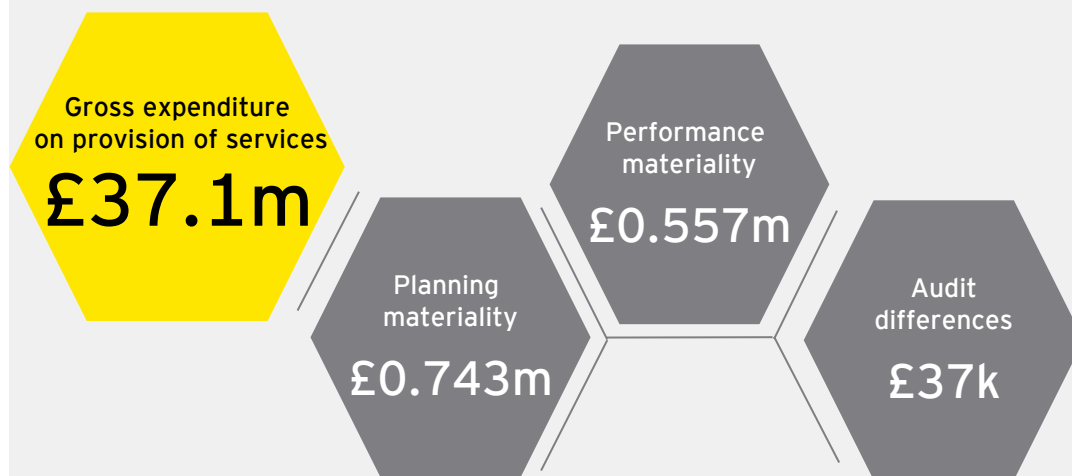 Gross expenditure
on provision of services
£37.1m
Planning
materiality
£0.743m
Performance
materiality
£0.557m
Audit
differences
£37k